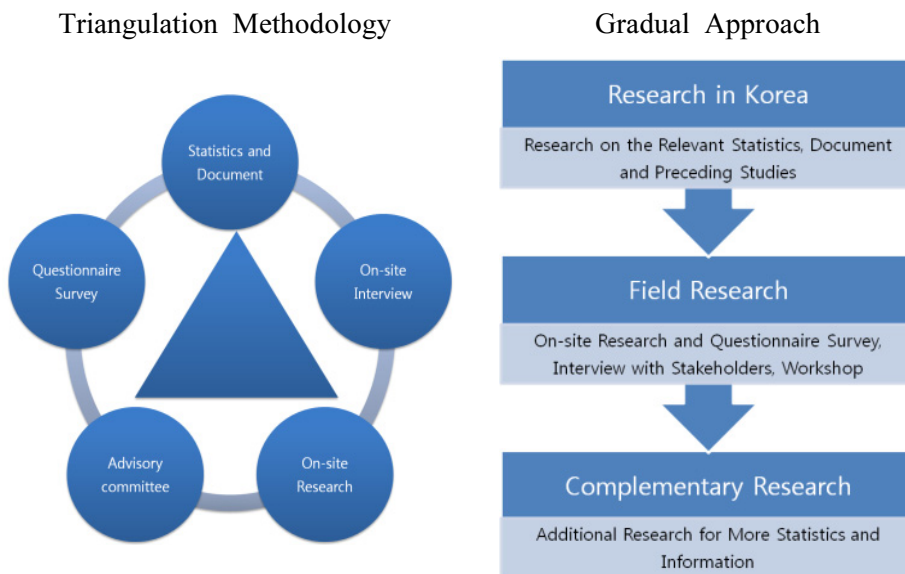 Triangulation Methodology
Statistics and
Document
Questionnaire
Survey
On-site
Interview
Advisory
committee
On-site
Research
Gradual Approach
Research in Korea
Research on the Relevant Statistics, Document
and Preceding Studies
Field Research
On-site Research and Questionnaire Survey,
Interview with Stakeholders, Workshop
Complementary Research
Additional Research for More Statistics and
Information